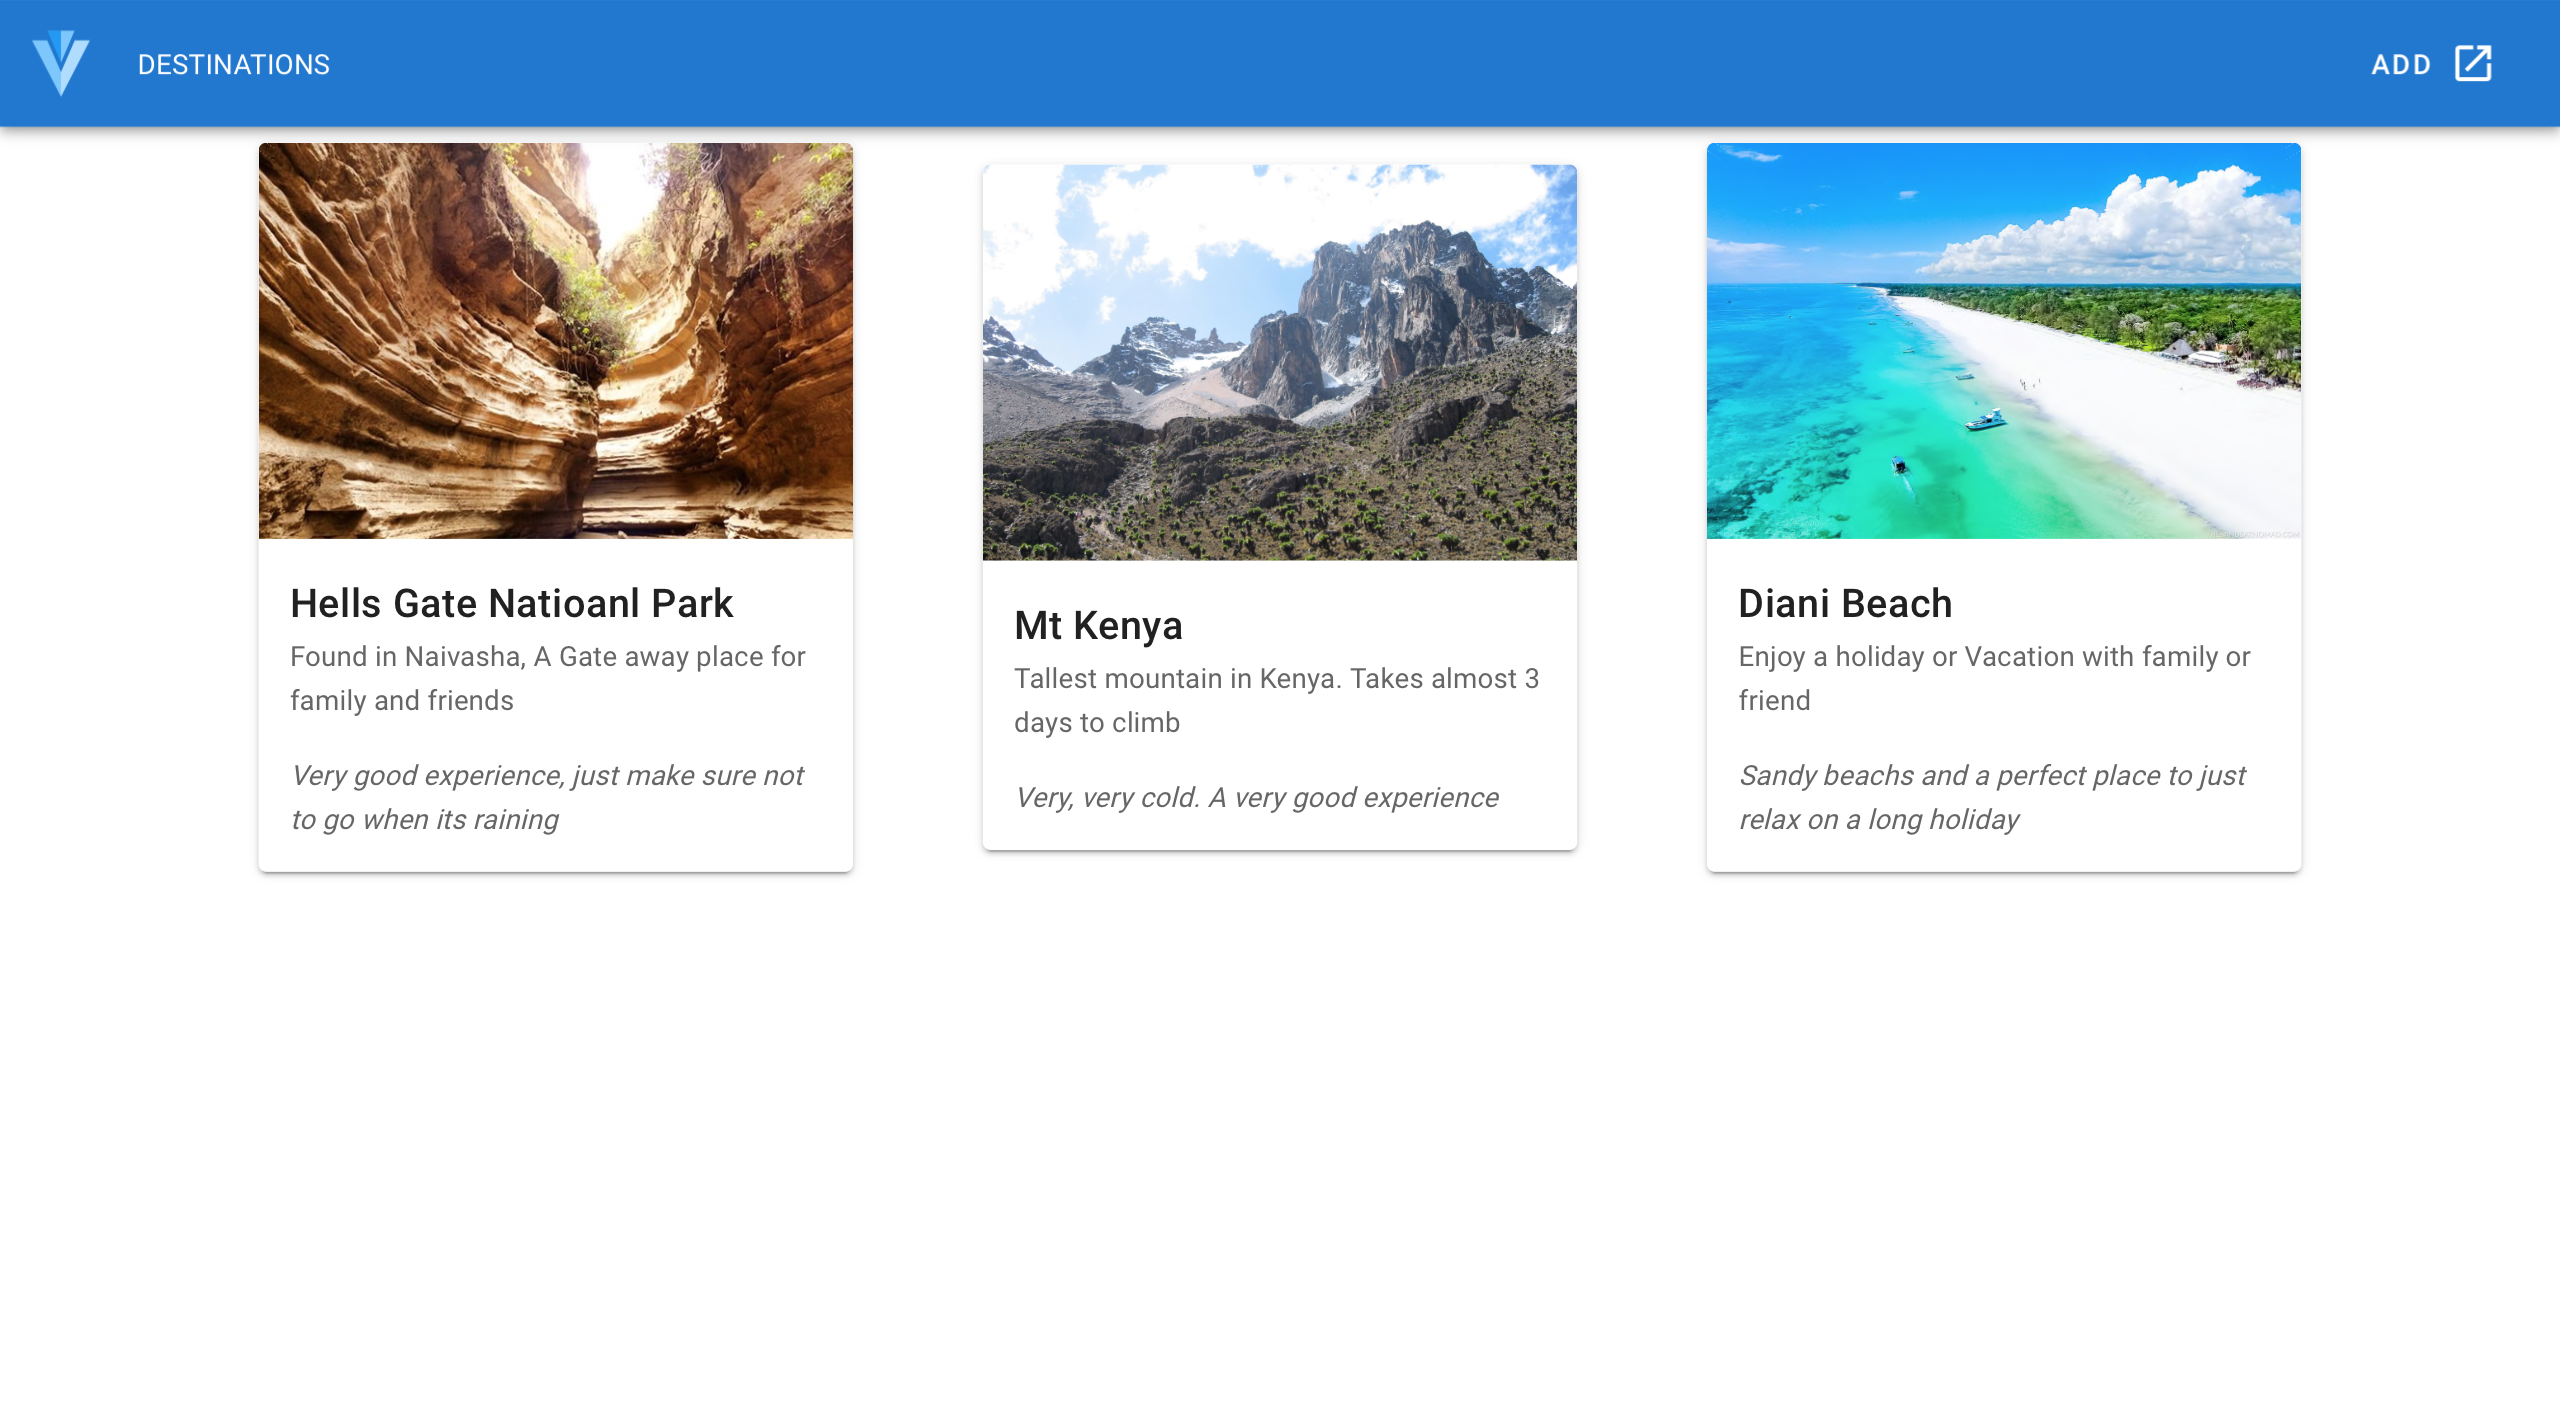 DESTINATIONS
ADD
Hells Gate Natioanl Park
Found in Naivasha, A Gate away place for
family and friends
Very good experience, just make sure not
to go when its raining
Mt Kenya
Tallest mountain in Kenya. Takes almost 3
days to climb
Very, very cold. A very good experience
Diani Beach
Enjoy a holiday or Vacation with family or
friend
Sandy beachs and a perfect place to just
relax on a long holiday